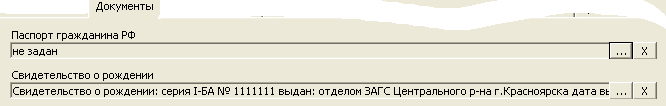 Документы
Паспорт гражданина РФ
не задан
... X
Свидетельство о рождении
Свидетельство о рождении: серия I-БА № 1111111 выдан: отделом ЗАГС Центрального р-на г.Красноярска дата вы
... X